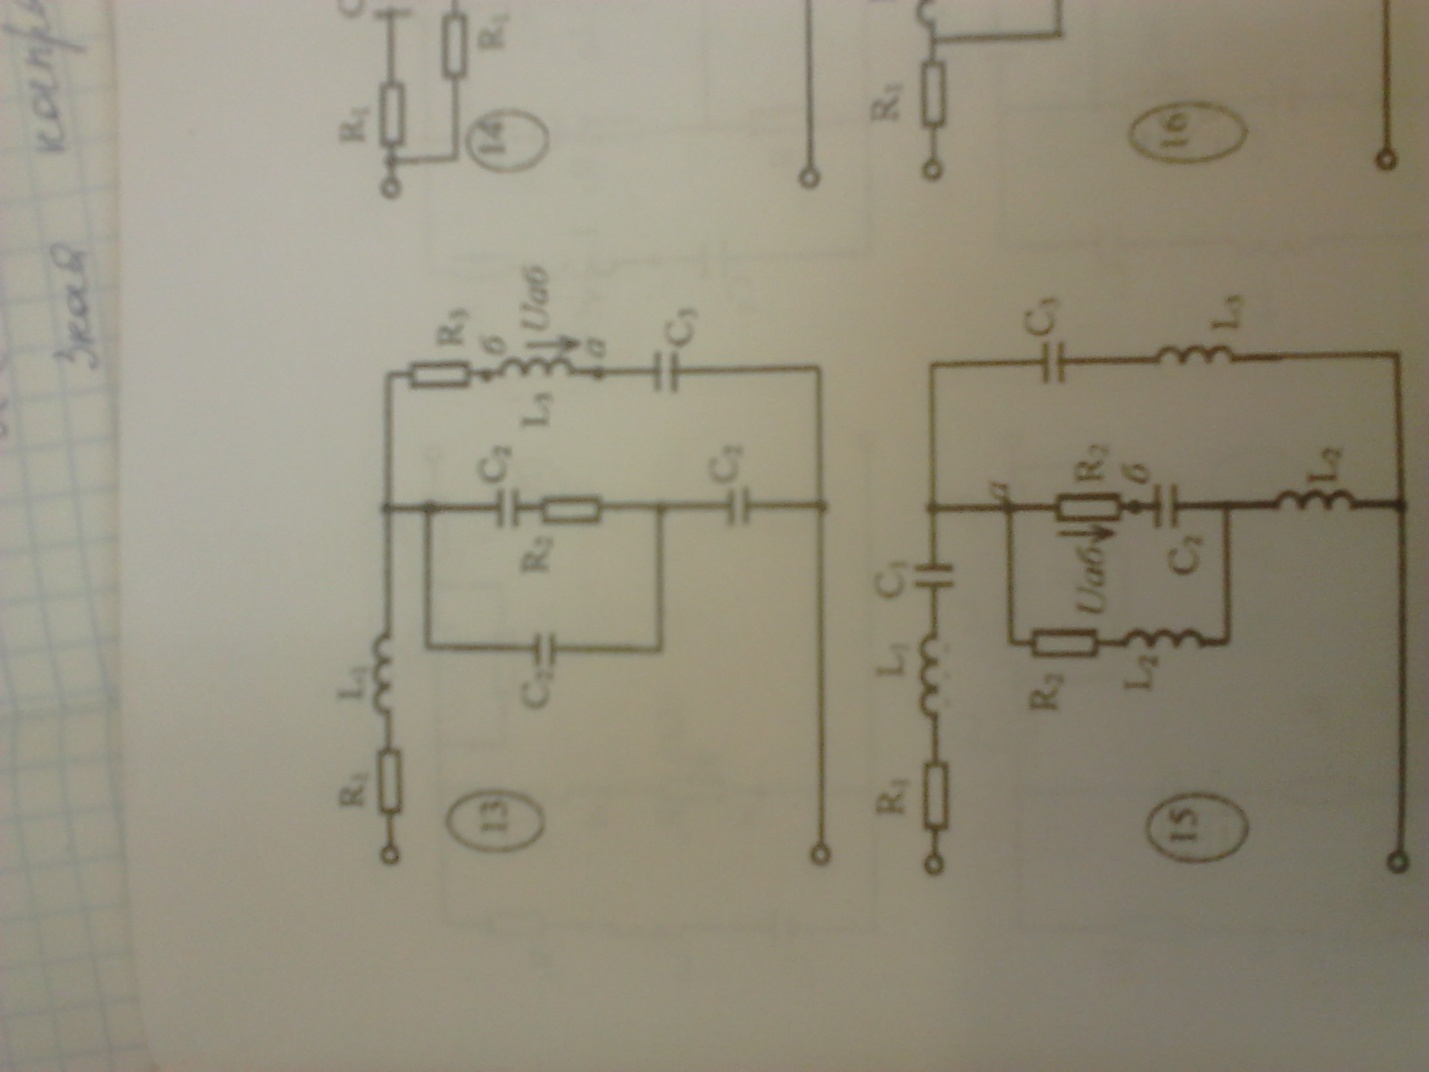 R₁ C
R₁
14
R₁
16
R₁ L₁
C₂ C₂ R₂
C₂
R₃
б
L₃ Uаб
а
C₃
13
R₁ L₁ C₁
а
R₂ L₂
Uаб R₂
б
C₂
L₂
C₃
L₃
15